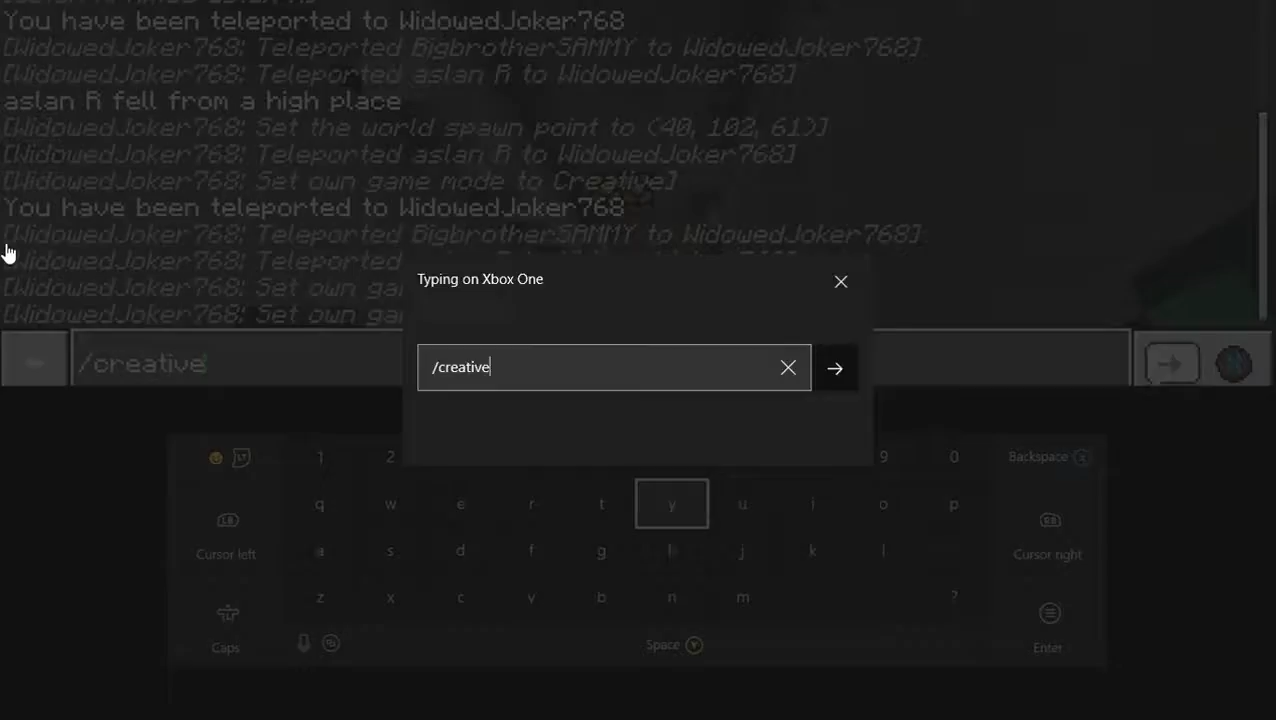 You have been teleported to WidowedJoker768
[WidowedJoker768: Teleported BigbrotherSAMMY to WidowedJoker768]
[WidowedJoker768: Teleported aslan R to WidowedJoker768]
aslan R fell from a high place
[WidowedJoker768: Set the world spawn point to (40, 102, 61)]
[WidowedJoker768: Teleported aslan R to WidowedJoker768]
[WidowedJoker768: Set own game mode to Creative]
You have been teleported to WidowedJoker768
[WidowedJoker768: Teleported BigbrotherSAMMY to WidowedJoker768]
[WidowedJoker768: Teleported
[WidowedJoker768: Set own
[WidowedJoker768: Set own
Typing on Xbox One
/creative
/creative
LT 1 2 9 0 Backspace X
q w e r t y u i o p
LB RB
Cursor left a s d f g h j k l Cursor right
z x c v b n m ?
Caps Space Y Enter